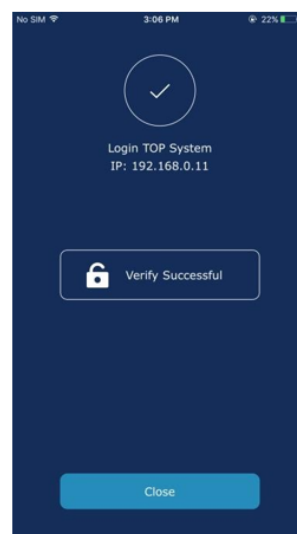 No SIM 3:06 PM 22%
Login TOP System
IP: 192.168.0.11
Verify Successful
Close